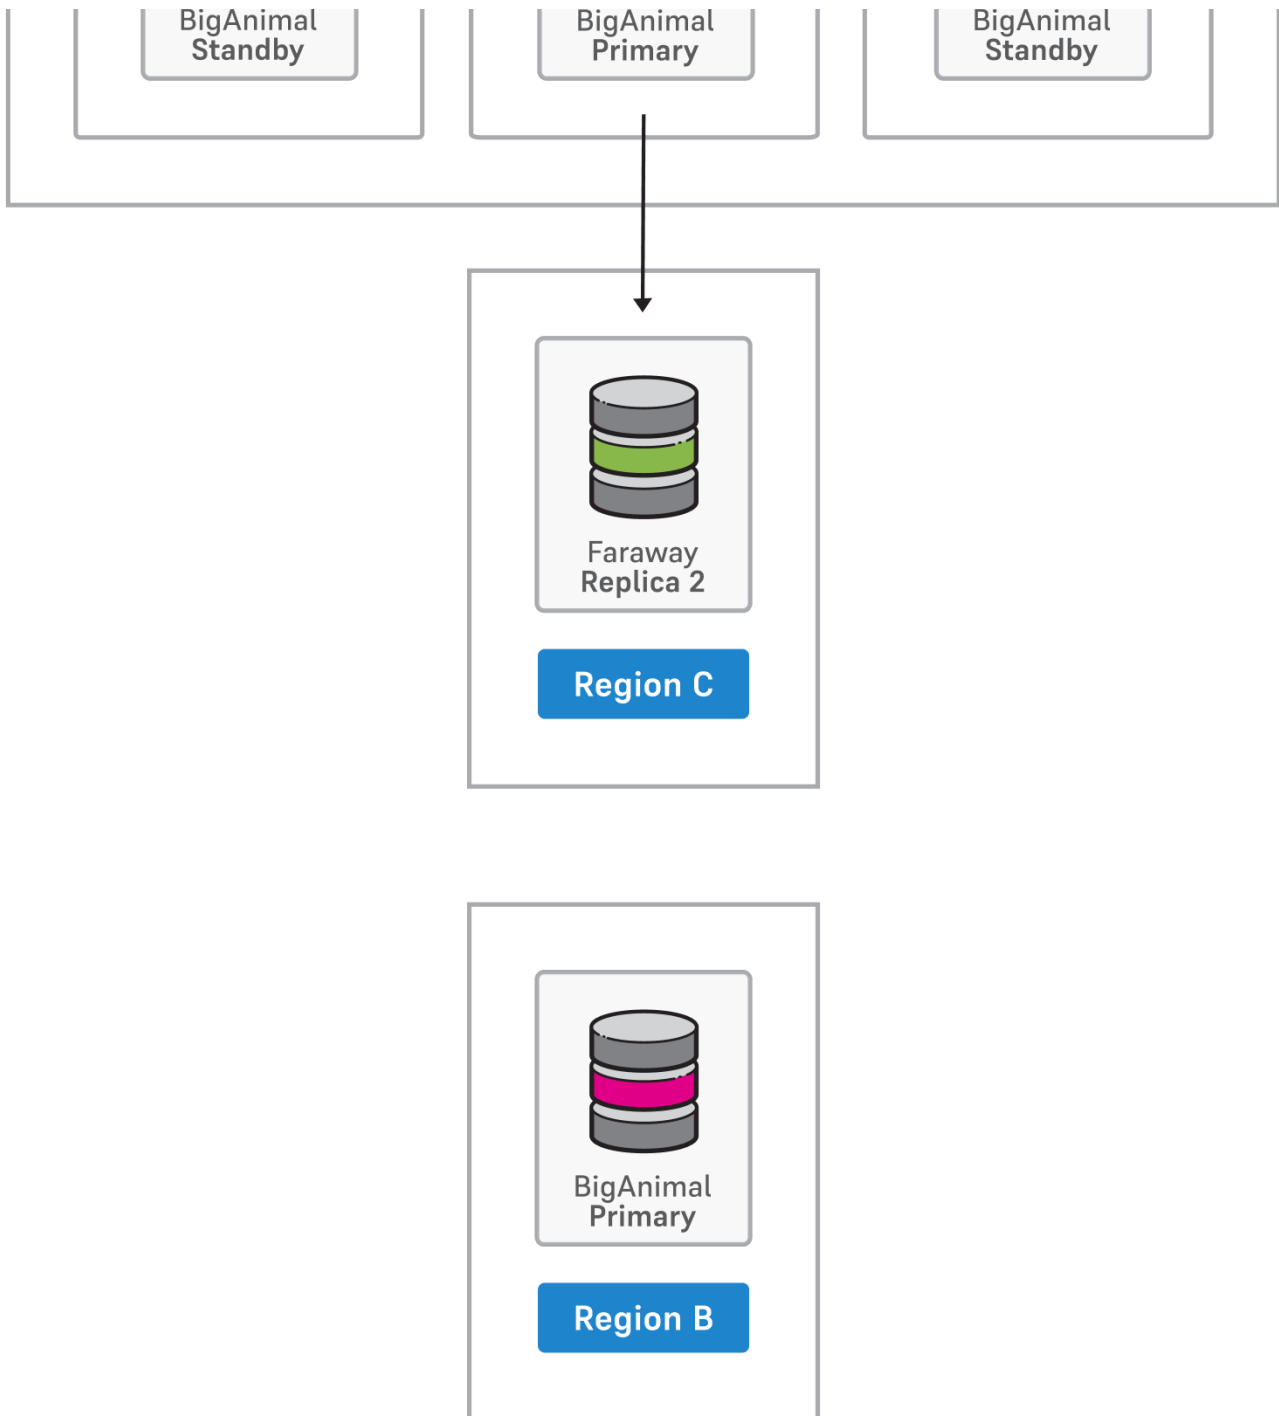 BigAnimal
Standby
BigAnimal
Primary
BigAnimal
Standby
Faraway
Replica 2
Region C
BigAnimal
Primary
Region B